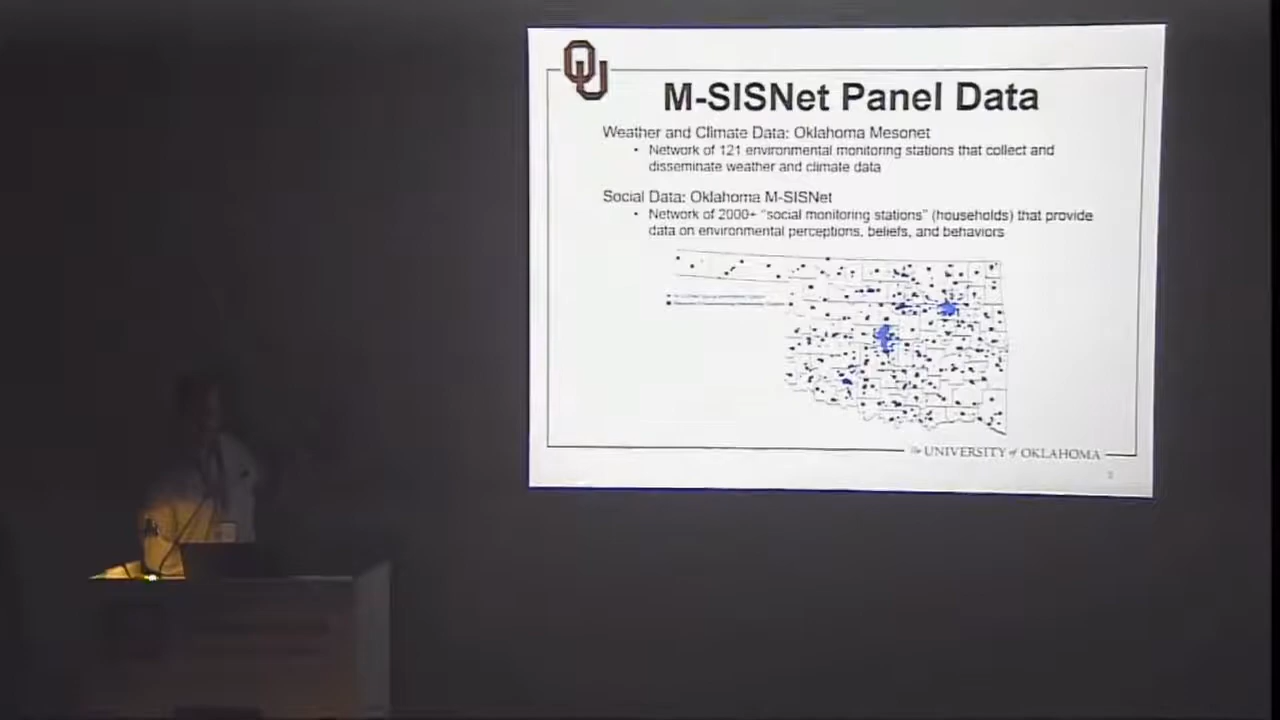 OU
M-SISNet Panel Data
Weather and Climate Data: Oklahoma Mesonet
• Network of 121 environmental monitoring stations that collect and
disseminate weather and climate data
Social Data: Oklahoma M-SISNet
• Network of 2000+ “social monitoring stations” (households) that provide
data on environmental perceptions, beliefs, and behaviors
The UNIVERSITY of OKLAHOMA